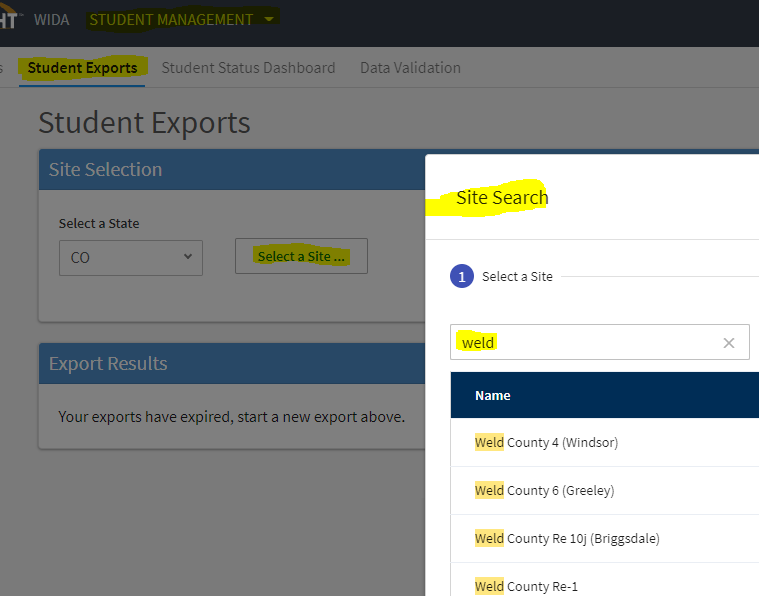 HT WIDA STUDENT MANAGEMENT
s Student Exports Student Status Dashboard Data Validation
Student Exports
Site Selection
Select a State
CO Select a Site ...
Export Results
Your exports have expired, start a new export above.
Site Search
1 Select a Site
weld
Name
Weld County 4 (Windsor)
Weld County 6 (Greeley)
Weld County Re 10j (Briggsdale)
Weld County Re-1